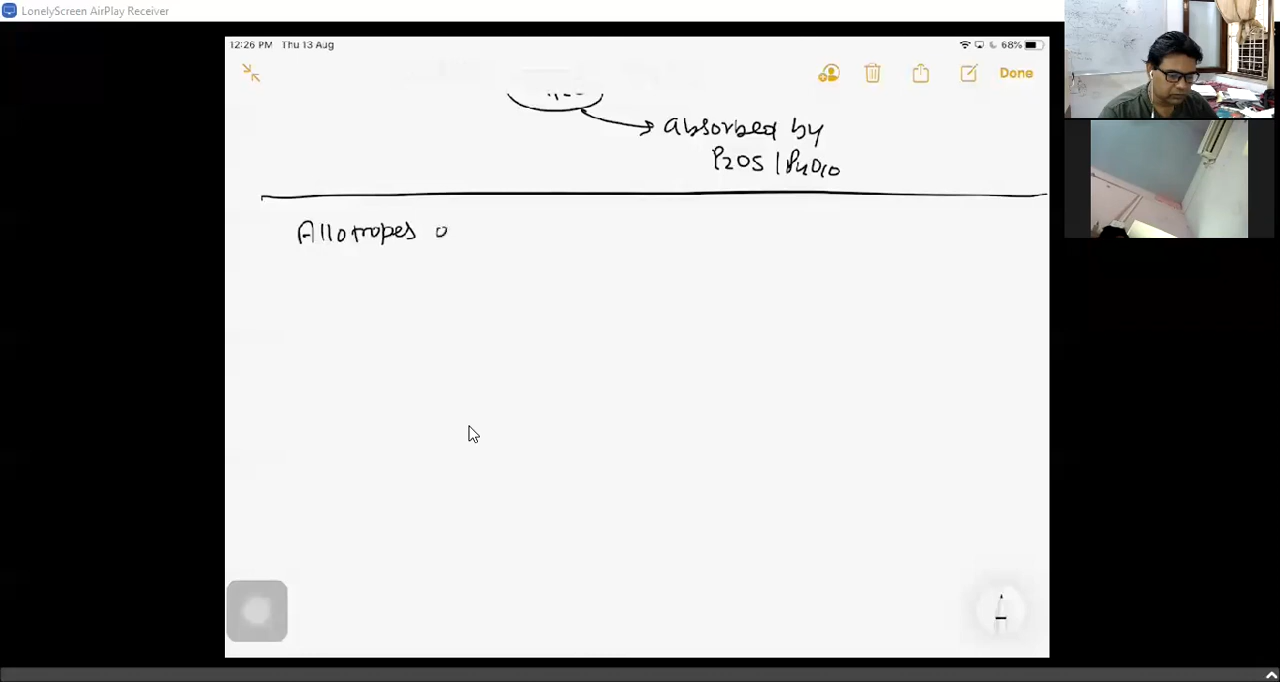 LonelyScreen AirPlay Receiver
12:26 PM Thu 13 Aug
68%
Done
Absorbed by
P2O5 | P4O10
Allotropes o